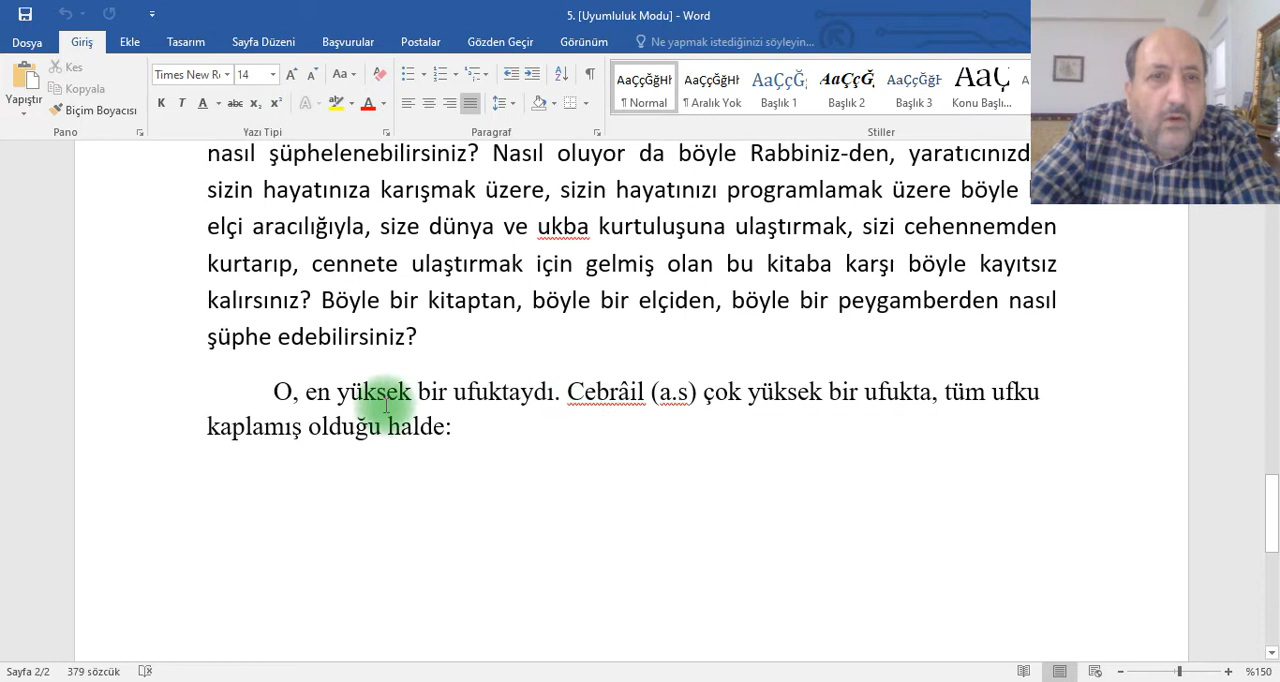 5. [Uyumluluk Modu] - Word
Dosya Giriş Ekle Tasarım Sayfa Düzeni Başvurular Postalar Gözden Geçir Görünüm Ne yapmak istediğinizi söyleyin...
Yapıştır
Kes
Kopyala
Biçim Boyacısı
Pano
Times New R 14
Yazı Tipi
Paragraf
AaÇçĞğHł AaÇçĞğHł AaÇçĞ AaÇçĞ AaÇçĞğł AaÇ
¶ Normal ¶ Aralık Yok Başlık 1 Başlık 2 Başlık 3 Konu Başlı...
Stiller
nasıl şüphelenebilirsiniz? Nasıl oluyor da böyle Rabbiniz-den, yaratıcınızd
sizin hayatınıza karışmak üzere, sizin hayatınızı programlamak üzere böyle
elçi aracılığıyla, size dünya ve ukba kurtuluşuna ulaştırmak, sizi cehennemden
kurtarıp, cennete ulaştırmak için gelmiş olan bu kitaba karşı böyle kayıtsız
kalırsınız? Böyle bir kitaptan, böyle bir elçiden, böyle bir peygamberden nasıl
şüphe edebilirsiniz?
O, en yüksek bir ufuktaydı. Cebrâil (a.s) çok yüksek bir ufukta, tüm ufku
kaplamış olduğu halde:
Sayfa 2/2 379 sözcük %150